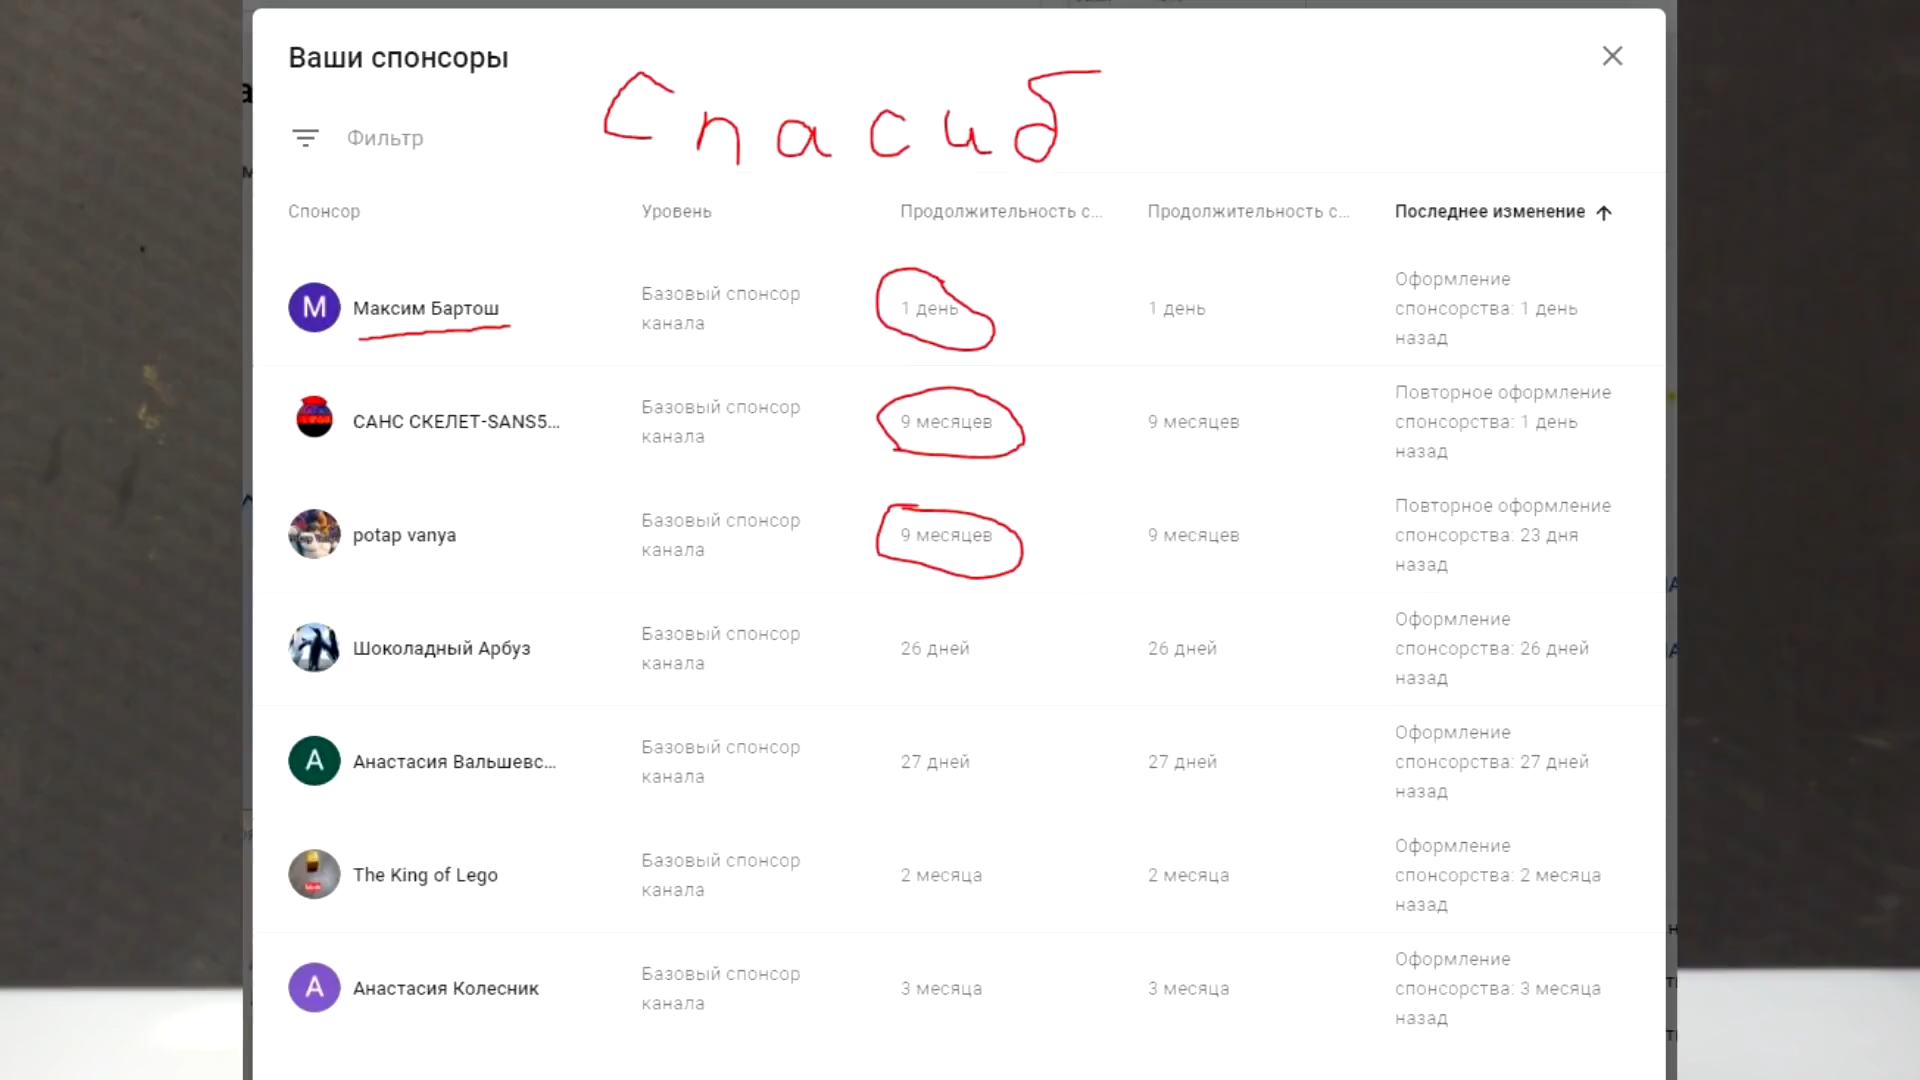 Ваши спонсоры
Спасиб
Фильтр
Спонсор Уровень Продолжительность с... Продолжительность с... Последнее изменение
Максим Бартош Базовый спонсор канала 1 день 1 день Оформление спонсорства: 1 день назад
САНС СКЕЛЕТ-SANS5... Базовый спонсор канала 9 месяцев 9 месяцев Повторное оформление спонсорства: 1 день назад
potap vanya Базовый спонсор канала 9 месяцев 9 месяцев Повторное оформление спонсорства: 23 дня назад
Шоколадный Арбуз Базовый спонсор канала 26 дней 26 дней Оформление спонсорства: 26 дней назад
Анастасия Вальшевс... Базовый спонсор канала 27 дней 27 дней Оформление спонсорства: 27 дней назад
The King of Lego Базовый спонсор канала 2 месяца 2 месяца Оформление спонсорства: 2 месяца назад
Анастасия Колесник Базовый спонсор канала 3 месяца 3 месяца Оформление спонсорства: 3 месяца назад